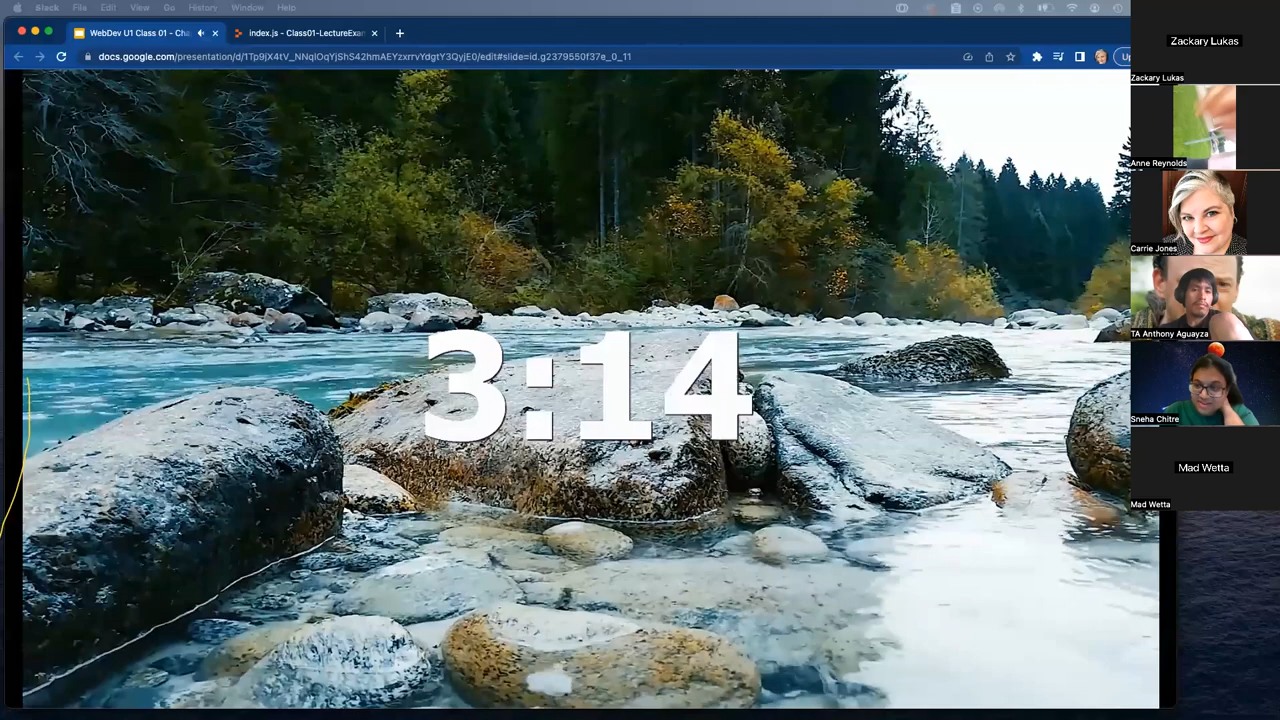 Slack File Edit View Go History Window Help
WebDev U1 Class 01 - Cha
index.js - Class01-LectureExam
docs.google.com/presentation/d/1Tp9jX4tV_NNqlOqYjShS42hmAEYzxrrvYdgtY3QyjE0/edit#slide=id.g2379550f37e_0_11
Up
3:14
Zackary Lukas
Zackary Lukas
Anne Reynolds
Carrie Jones
TA Anthony Aguayza
Sneha Chitre
Mad Wetta
Mad Wetta